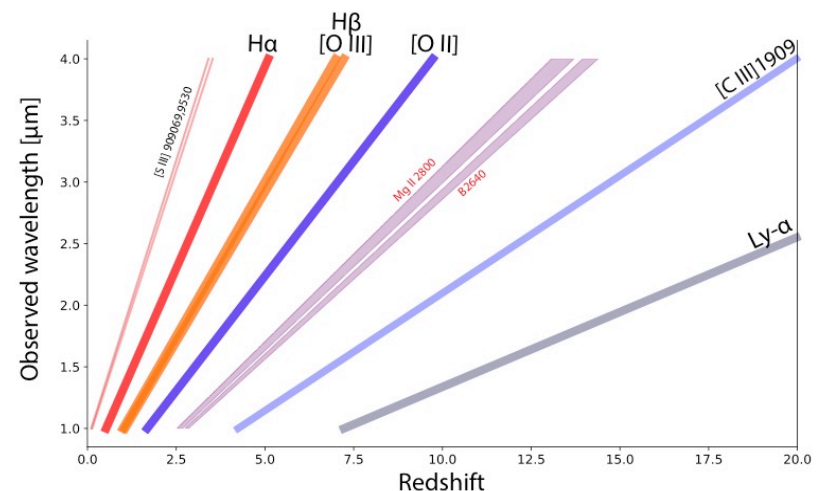 Hβ
Hα [O III] [O II]
4.0
3.5
3.0
2.5
2.0
1.5
1.0
Observed wavelength [μm]
[S III] 909069,9530
Mg II 2800
B2640
[C III]1909
Ly-α
0.0 2.5 5.0 7.5 10.0 12.5 15.0 17.5 20.0
Redshift